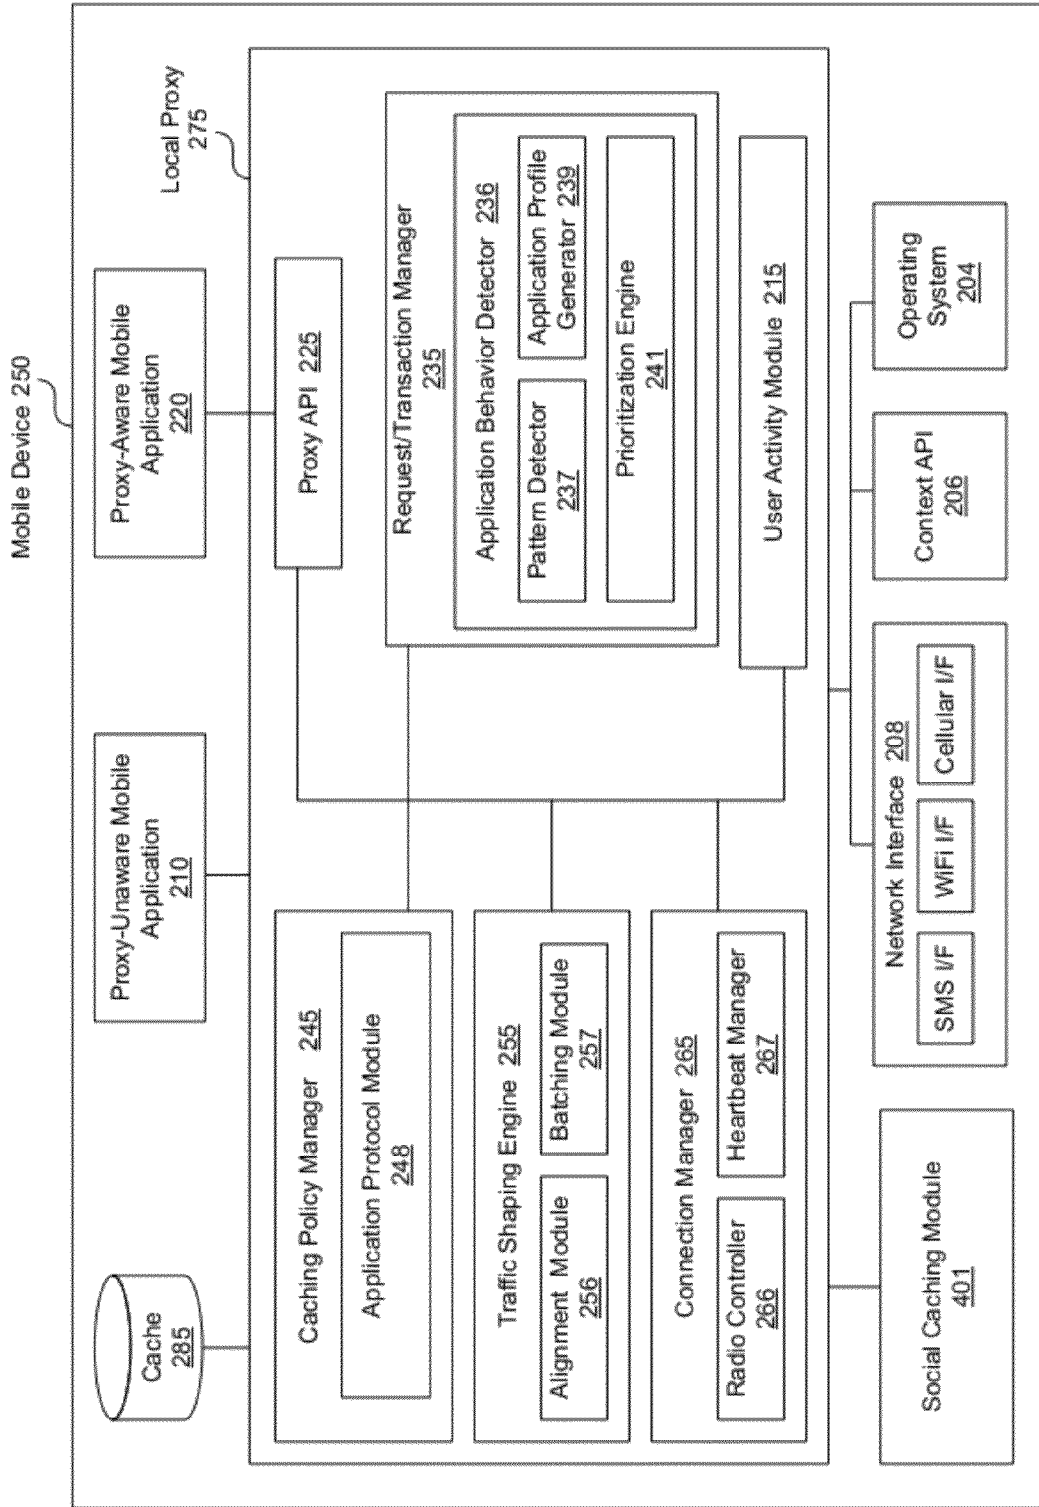 Mobile Device 250
Local Proxy
275
Cache
285
Proxy-Unaware Mobile
Application
210
Proxy-Aware Mobile
Application
220
Caching Policy Manager 245
Application Protocol Module
248
Traffic Shaping Engine 255
Alignment Module
256
Batching Module
257
Connection Manager 265
Radio Controller
266
Heartbeat Manager
267
Proxy API 225
Request/Transaction Manager
235
Application Behavior Detector 236
Pattern Detector
237
Application Profile
Generator 239
Prioritization Engine
241
User Activity Module 215
Social Caching Module
401
Network Interface 208
SMS I/F
WiFi I/F
Cellular I/F
Context API
206
Operating
System
204